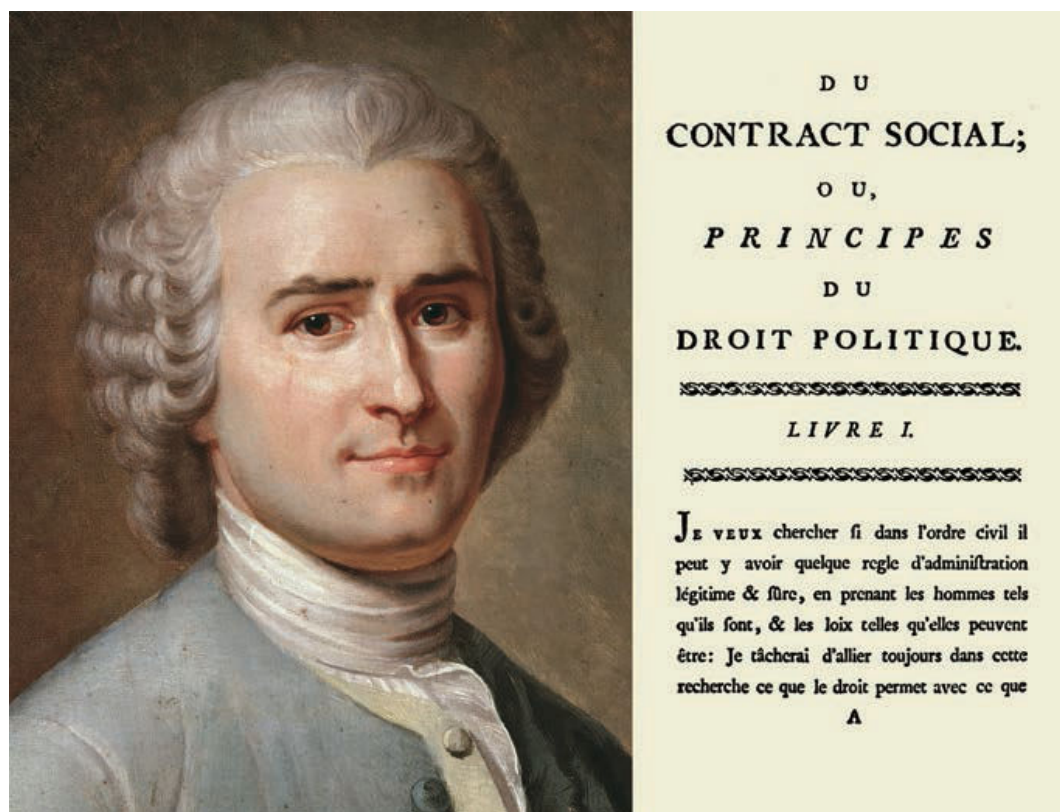 DU
CONTRACT SOCIAL;
OU,
PRINCIPES
DU
DROIT POLITIQUE.
LIVRE I.
JE VEUX chercher ſi dans l'ordre civil il
peut y avoir quelque regle d'adminiſtration
légitime & ſûre, en prenant les hommes tels
qu'ils ſont, & les loix telles qu'elles peuvent
être: Je tâcherai d'allier toujours dans cette
recherche ce que le droit permet avec ce que
A